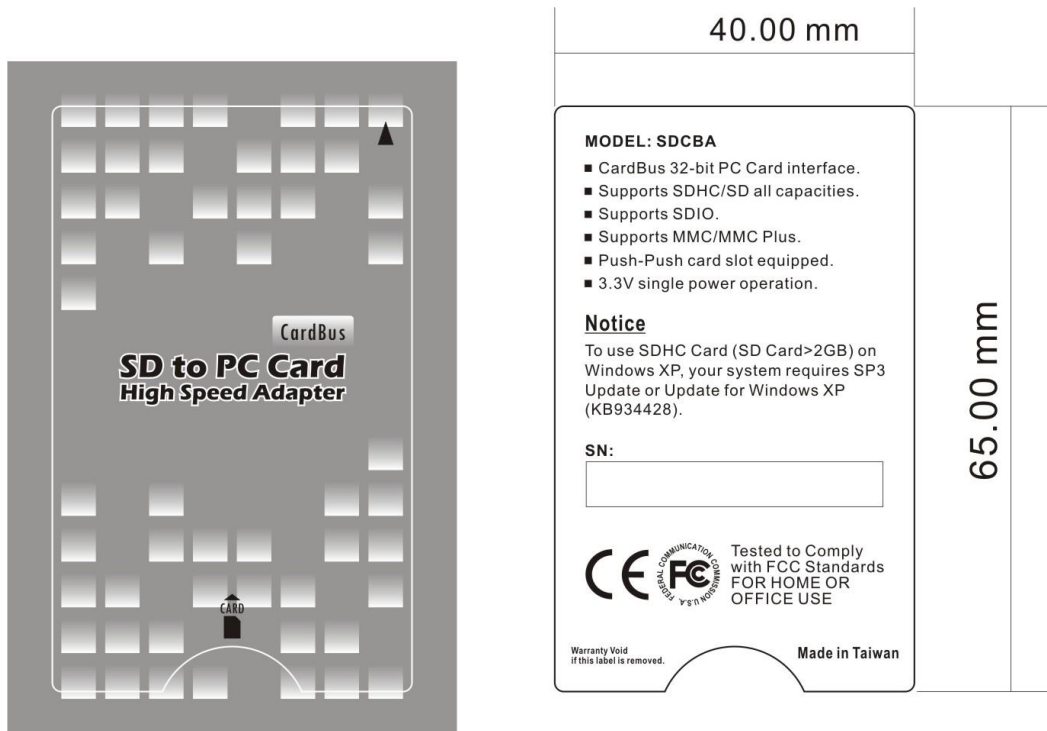 CardBus
SD to PC Card
High Speed Adapter
CARD
40.00 mm
MODEL: SDCBA
■ CardBus 32-bit PC Card interface.
■ Supports SDHC/SD all capacities.
■ Supports SDIO.
■ Supports MMC/MMC Plus.
■ Push-Push card slot equipped.
■ 3.3V single power operation.
Notice
To use SDHC Card (SD Card>2GB) on
Windows XP, your system requires SP3
Update or Update for Windows XP
(KB934428).
SN:
CE
FEDERAL COMMUNICATION COMMISSION U.S.A.
FC
Tested to Comply
with FCC Standards
FOR HOME OR
OFFICE USE
Warranty Void
if this label is removed.
Made in Taiwan
65.00 mm